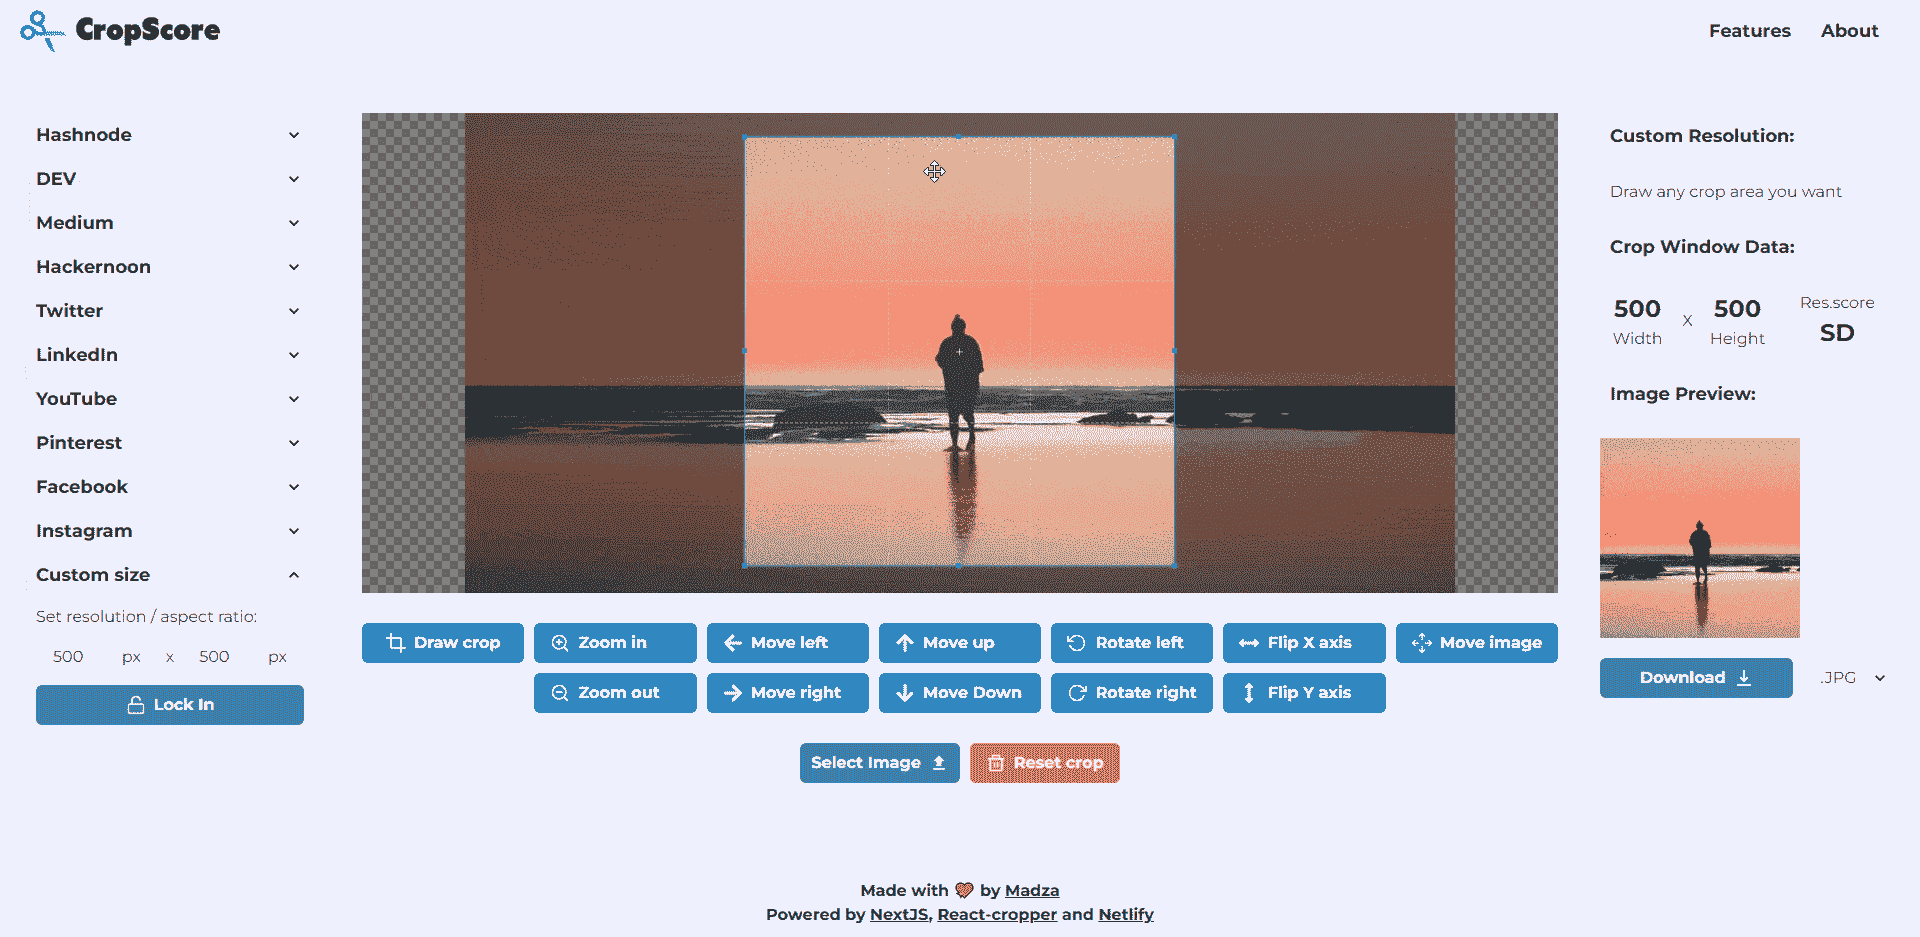 CropScore
Features
About
Hashnode
DEV
Medium
Hackernoon
Twitter
LinkedIn
YouTube
Pinterest
Facebook
Instagram
Custom size
Set resolution / aspect ratio:
500 px x 500 px
Lock In
Draw crop
Zoom in
Move left
Move up
Rotate left
Flip X axis
Move image
Zoom out
Move right
Move Down
Rotate right
Flip Y axis
Select Image
Reset crop
Custom Resolution:
Draw any crop area you want
Crop Window Data:
500 X 500
Width Height
Res.score
SD
Image Preview:
Download
.JPG
Made with by Madza
Powered by NextJS, React-cropper and Netlify